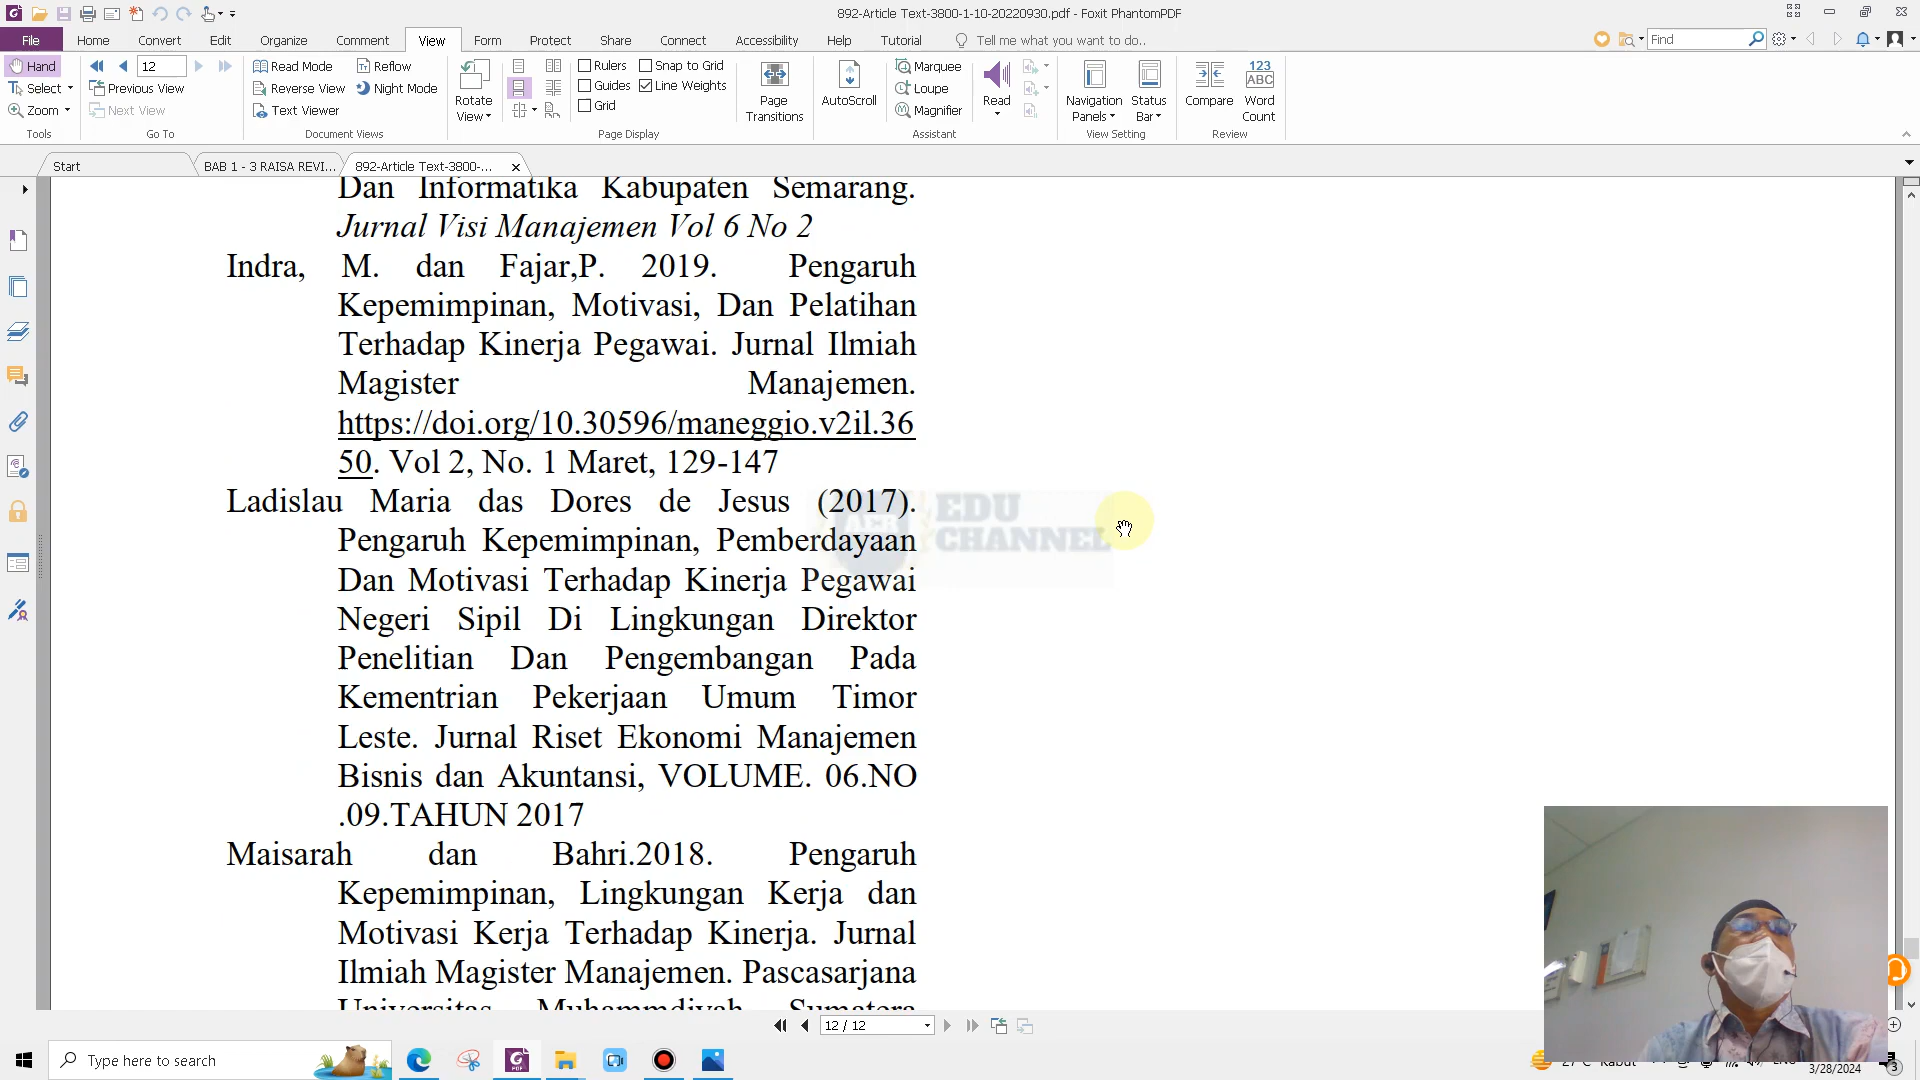 892-Article Text-3800-1-10-20220930.pdf - Foxit PhantomPDF
File Home Convert Edit Organize Comment View Form Protect Share Connect Accessibility Help Tutorial Tell me what you want to do.. Find
Hand 12 Read Mode Reflow Rulers Snap to Grid Marquee 123
Select Previous View Reverse View Night Mode Guides Line Weights Loupe ABC
Zoom Next View Text Viewer Grid Magnifier
Rotate View Page Transitions AutoScroll Read Navigation Panels Status Bar Compare Word Count
Tools Go To Document Views Page Display Assistant View Setting Review
Start BAB 1 - 3 RAISA REVI... 892-Article Text-3800-...
Dan Informatika Kabupaten Semarang.
Jurnal Visi Manajemen Vol 6 No 2
Indra, M. dan Fajar,P. 2019. Pengaruh
Kepemimpinan, Motivasi, Dan Pelatihan
Terhadap Kinerja Pegawai. Jurnal Ilmiah
Magister Manajemen.
https://doi.org/10.30596/maneggio.v2il.36
50. Vol 2, No. 1 Maret, 129-147
Ladislau Maria das Dores de Jesus (2017).
Pengaruh Kepemimpinan, Pemberdayaan
Dan Motivasi Terhadap Kinerja Pegawai
Negeri Sipil Di Lingkungan Direktor
Penelitian Dan Pengembangan Pada
Kementrian Pekerjaan Umum Timor
Leste. Jurnal Riset Ekonomi Manajemen
Bisnis dan Akuntansi, VOLUME. 06.NO
.09.TAHUN 2017
Maisarah dan Bahri.2018. Pengaruh
Kepemimpinan, Lingkungan Kerja dan
Motivasi Kerja Terhadap Kinerja. Jurnal
Ilmiah Magister Manajemen. Pascasarjana
Universitas Muhammdiyah Sumatera
AER EDU
CHANNEL
12 / 12
Type here to search
27°C Kabut
3/28/2024
3